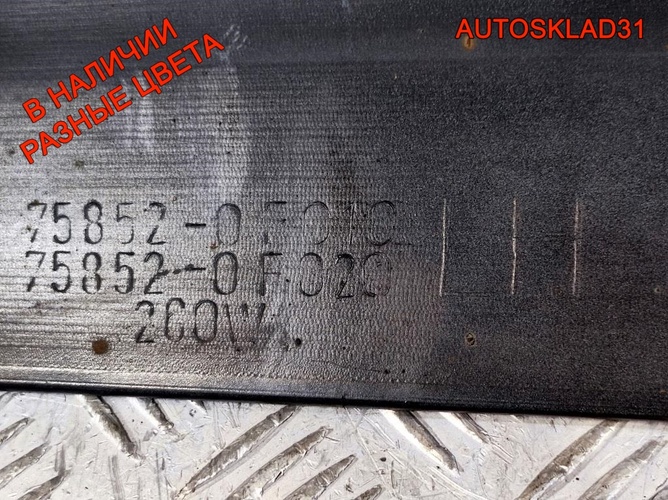 AUTOSKLAD31
В НАЛИЧИИ
РАЗНЫЕ ЦВЕТА
75852-0F010
75852-0F020